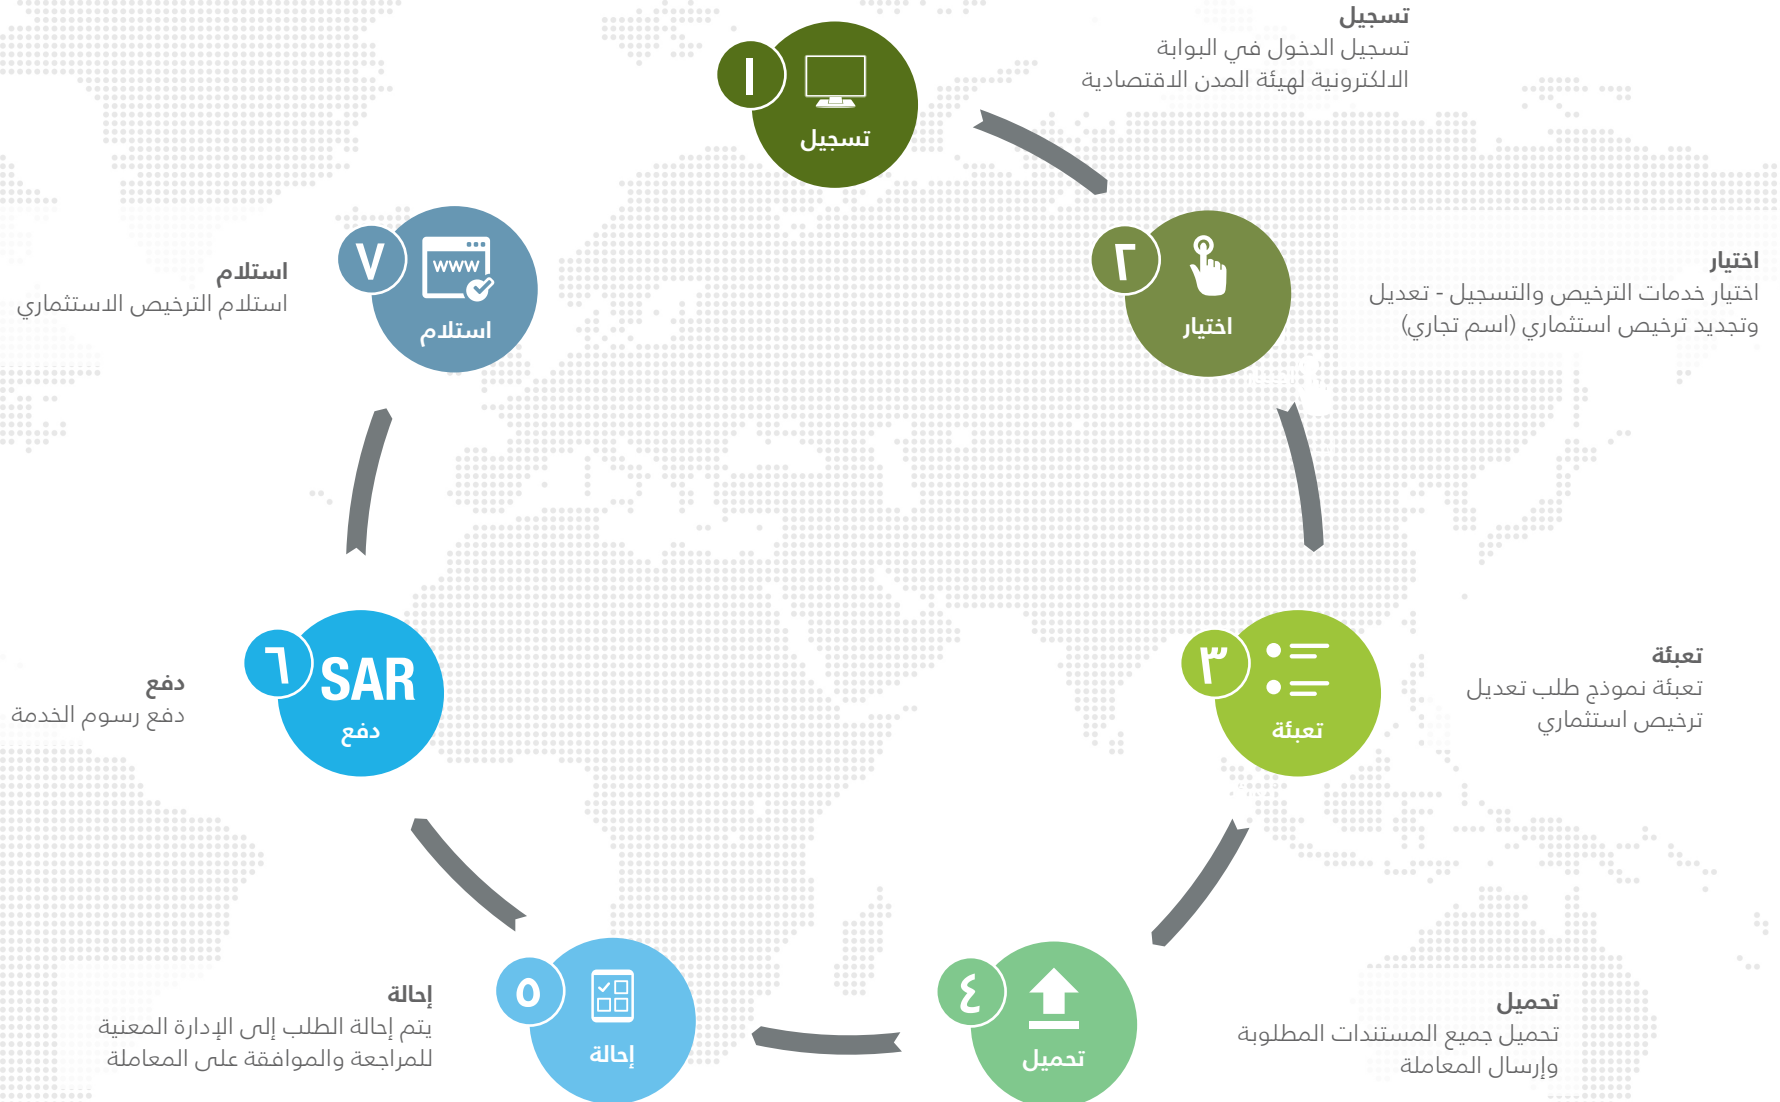 تسجيل
تسجيل الدخول في البوابة
الالكترونية لهيئة المدن الاقتصادية
١
تسجيل
اختيار
اختيار خدمات الترخيص والتسجيل - تعديل
وتجديد ترخيص استثماري (اسم تجاري)
٢
اختيار
تعبئة
تعبئة نموذج طلب تعديل
ترخيص استثماري
٣
تعبئة
تحميل
تحميل جميع المستندات المطلوبة
وإرسال المعاملة
٤
تحميل
إحالة
يتم إحالة الطلب إلى الإدارة المعنية
للمراجعة والموافقة على المعاملة
٥
إحالة
دفع
دفع رسوم الخدمة
٦
SAR
دفع
استلام
استلام الترخيص الاستثماري
٧
www
استلام